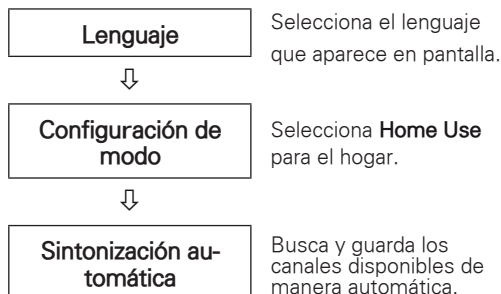 Lenguaje
Selecciona el lenguaje
que aparece en pantalla.
Configuración de
modo
Selecciona Home Use
para el hogar.
Sintonización au-
tomática
Busca y guarda los
canales disponibles de
manera automática.